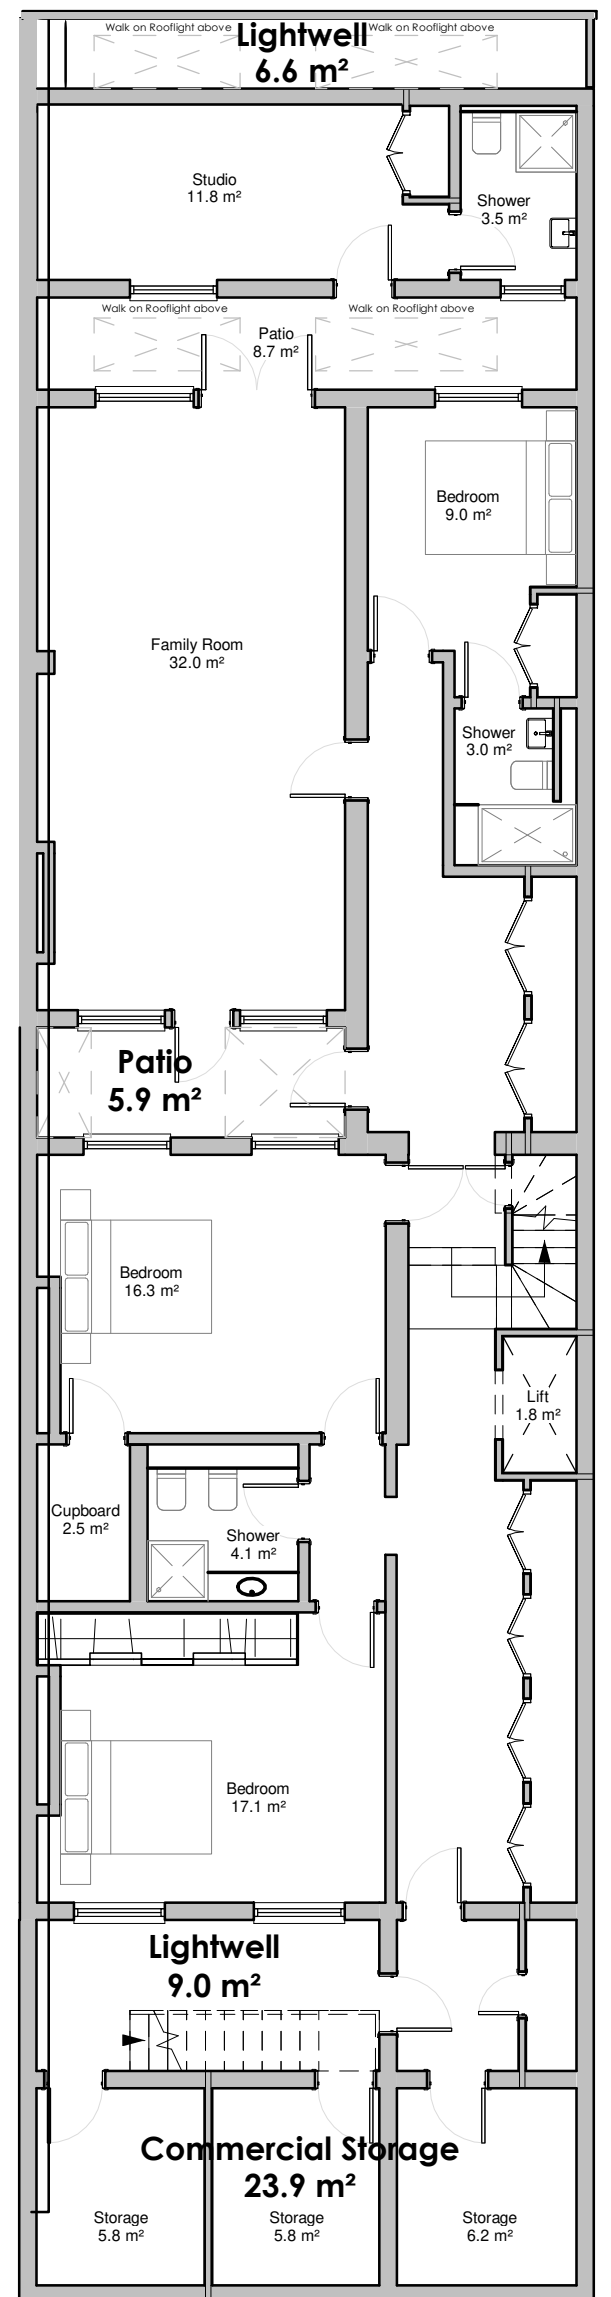 Walk on Rooflight above
Walk on Rooflight above
Lightwell
6.6 m²
Studio
11.8 m²
Shower
3.5 m²
Walk on Rooflight above
Walk on Rooflight above
Patio
8.7 m²
Bedroom
9.0 m²
Family Room
32.0 m²
Shower
3.0 m²
Patio
5.9 m²
Bedroom
16.3 m²
Lift
1.8 m²
Cupboard
2.5 m²
Shower
4.1 m²
Bedroom
17.1 m²
Lightwell
9.0 m²
Commercial Storage
23.9 m²
Storage
5.8 m²
Storage
5.8 m²
Storage
6.2 m²